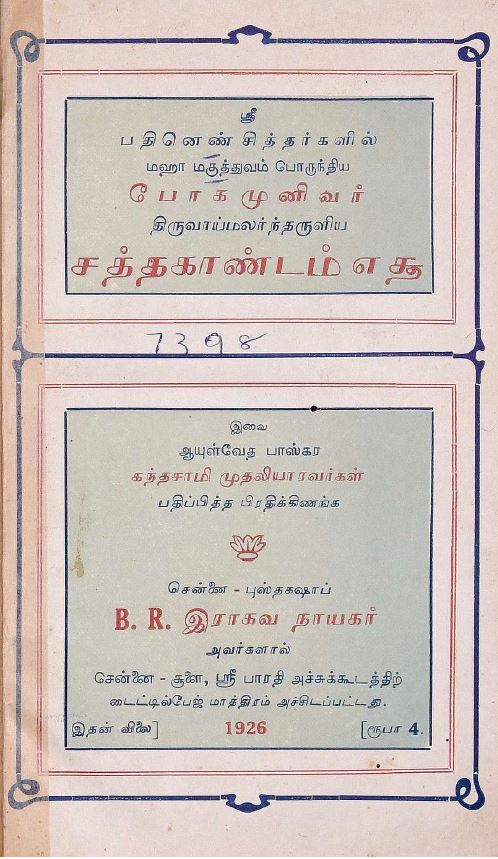 ஸ்ரீ
பதினெண் சித்தர்களில்
மஹா மகுத்துவம் பொருந்திய
போகமுனிவர்
திருவாய்மலர்ந்தருளிய
சத்தகாண்டம் எசூ
7398
இவை
ஆயுள்வேத பாஸ்கர
கந்தசாமி முதலியாரவர்கள்
பதிப்பித்த பிரதிக்கிணங்க
சென்னை - புஸ்தகஷாப்
B. R. இராகவ நாயகர்
அவர்களால்
சென்னை - சூளை, ஸ்ரீ பாரதி அச்சுக்கூடத்திற்
டைட்டில்பேஜ் மாத்திரம் அச்சிடப்பட்டது.
இதன் விலை] 1926 [ரூபா 4.